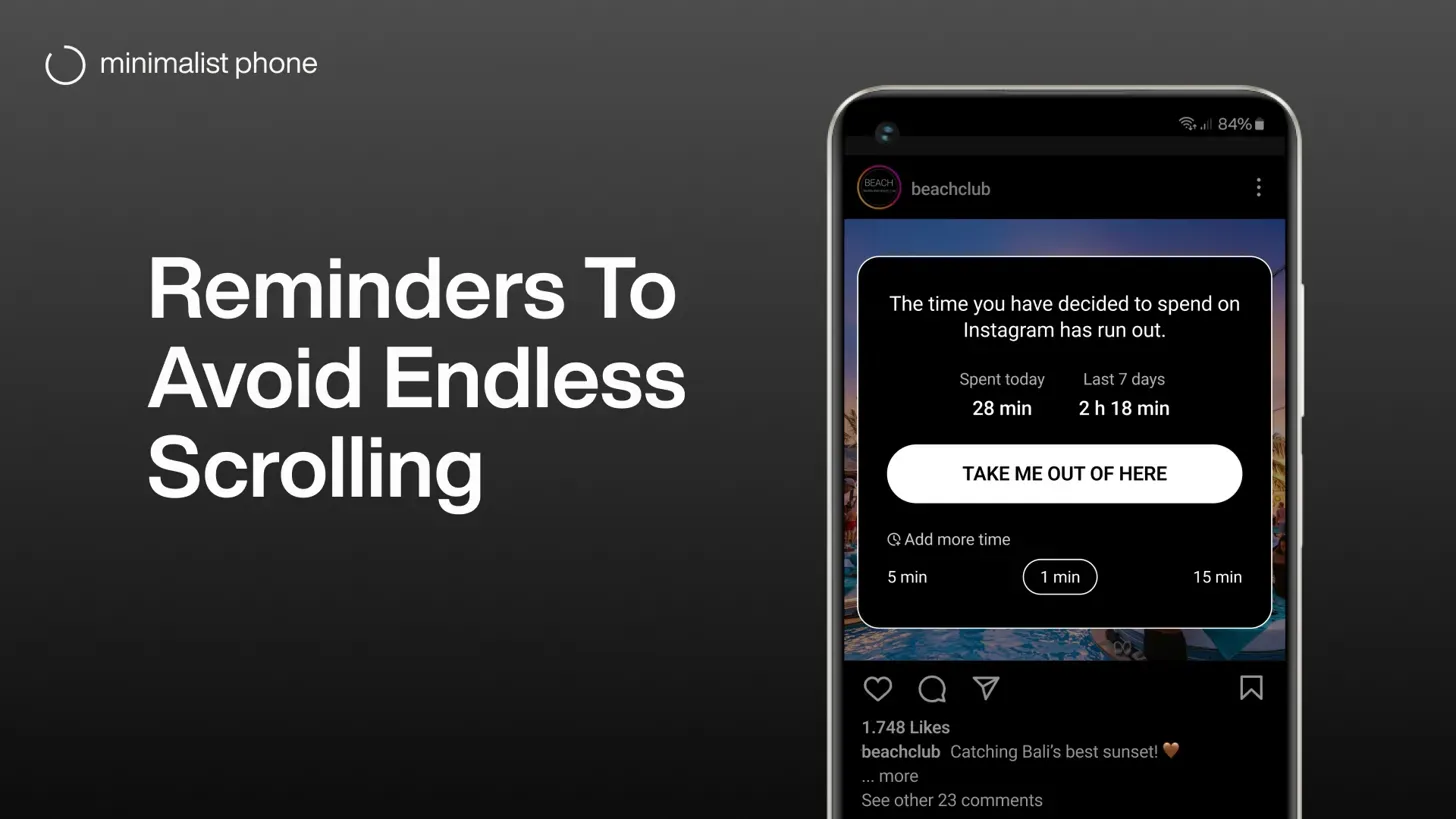 minimalist phone
Reminders To
Avoid Endless
Scrolling
84%
BEACH
beachclub
The time you have decided to spend on
Instagram has run out.
Spent today Last 7 days
28 min 2 h 18 min
TAKE ME OUT OF HERE
Add more time
5 min 1 min 15 min
1.748 Likes
beachclub Catching Bali's best sunset! 🤎
... more
See other 23 comments